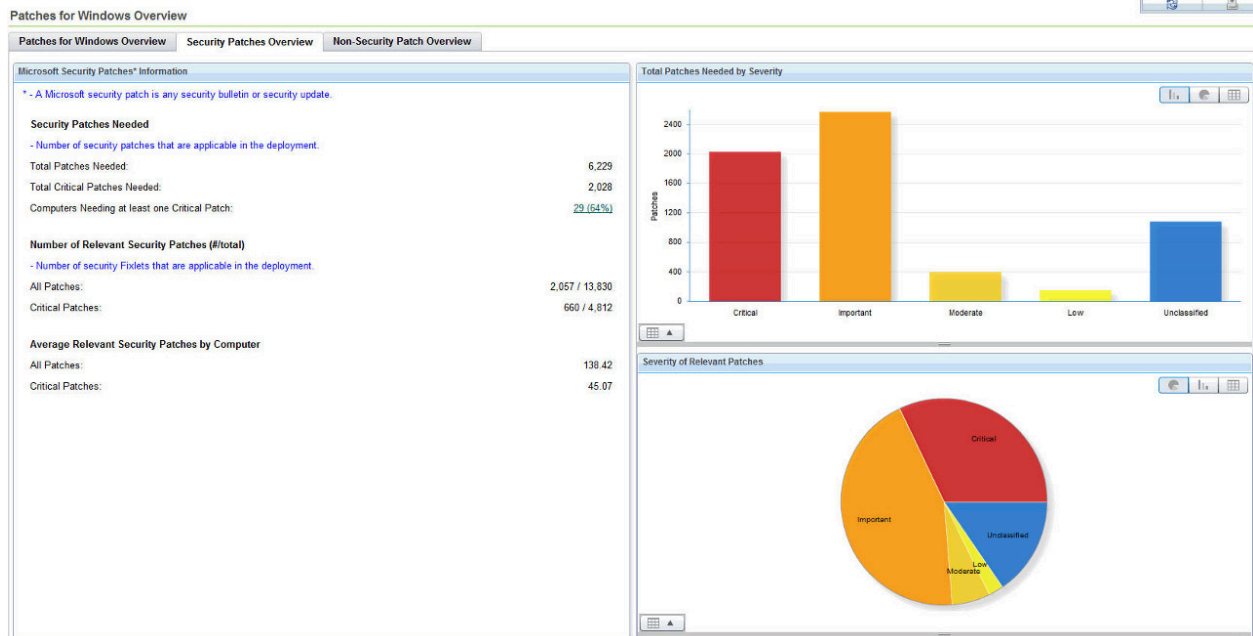 Patches for Windows Overview
Patches for Windows Overview
Security Patches Overview
Non-Security Patch Overview
Microsoft Security Patches* Information
* - A Microsoft security patch is any security bulletin or security update.
Security Patches Needed
- Number of security patches that are applicable in the deployment.
Total Patches Needed: 6,229
Total Critical Patches Needed: 2,028
Computers Needing at least one Critical Patch: 29 (64%)
Number of Relevant Security Patches (#/total)
- Number of security Fixlets that are applicable in the deployment.
All Patches: 2,057 / 13,830
Critical Patches: 660 / 4,812
Average Relevant Security Patches by Computer
All Patches: 138.42
Critical Patches: 45.07
Total Patches Needed by Severity
Patches
2400
2000
1600
1200
800
400
0
Critical
Important
Moderate
Low
Unclassified
Severity of Relevant Patches
Critical
Important
Unclassified
Low
Moderate